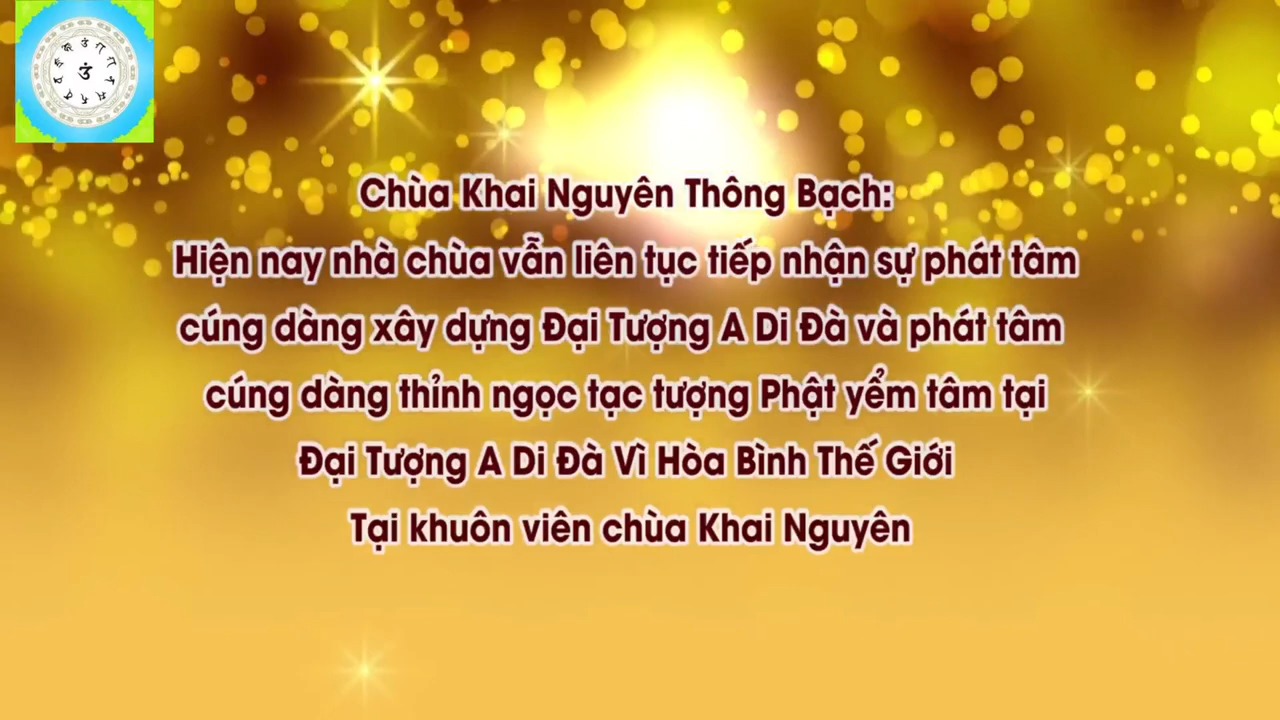 Chùa Khai Nguyên Thông Bạch:
Hiện nay nhà chùa vẫn liên tục tiếp nhận sự phát tâm
cúng dàng xây dựng Đại Tượng A Di Đà và phát tâm
cúng dàng thỉnh ngọc tạc tượng Phật yểm tâm tại
Đại Tượng A Di Đà Vì Hòa Bình Thế Giới
Tại khuôn viên chùa Khai Nguyên